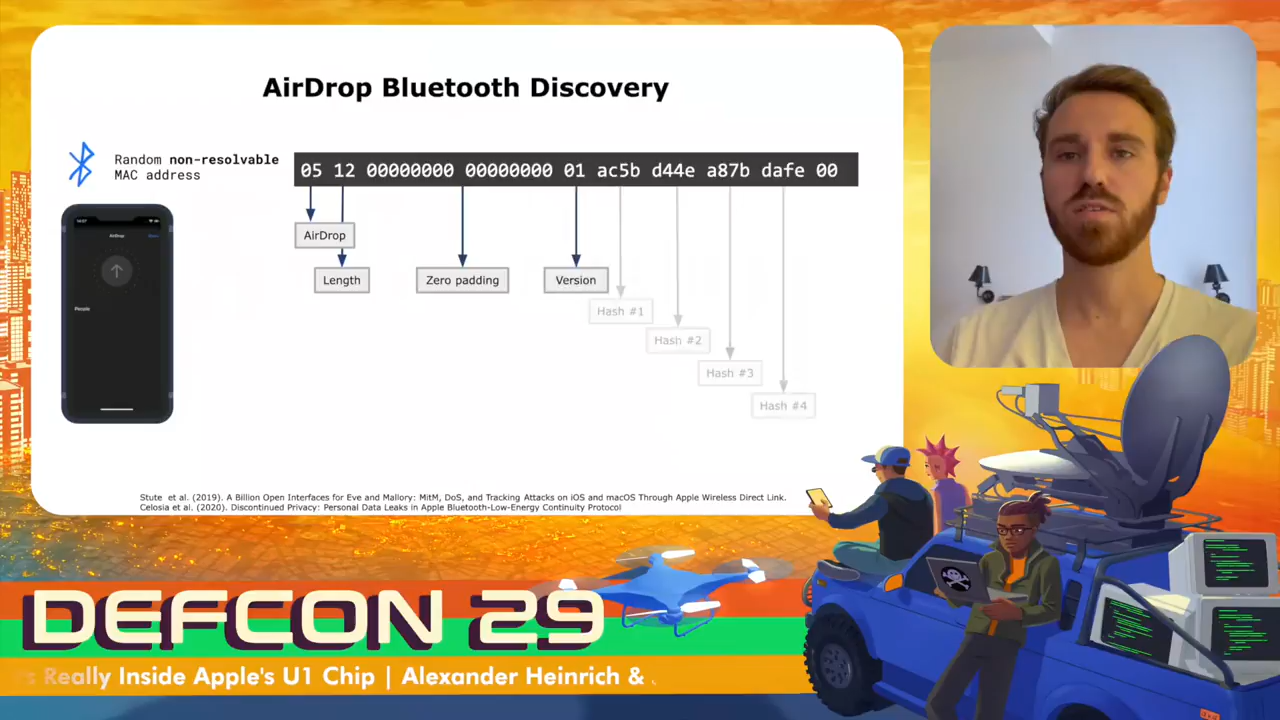 AirDrop Bluetooth Discovery
Random non-resolvable
MAC address
05 12 00000000 00000000 01 ac5b d44e a87b dafe 00
AirDrop
Length
Zero padding
Version
Hash #1
Hash #2
Hash #3
Hash #4
AirDrop
People
Stute et al. (2019). A Billion Open Interfaces for Eve and Mallory: MitM, DoS, and Tracking Attacks on iOS and macOS Through Apple Wireless Direct Link.
Celosia et al. (2020). Discontinued Privacy: Personal Data Leaks in Apple Bluetooth-Low-Energy Continuity Protocol
DEFCON 29
Really Inside Apple's U1 Chip | Alexander Heinrich &